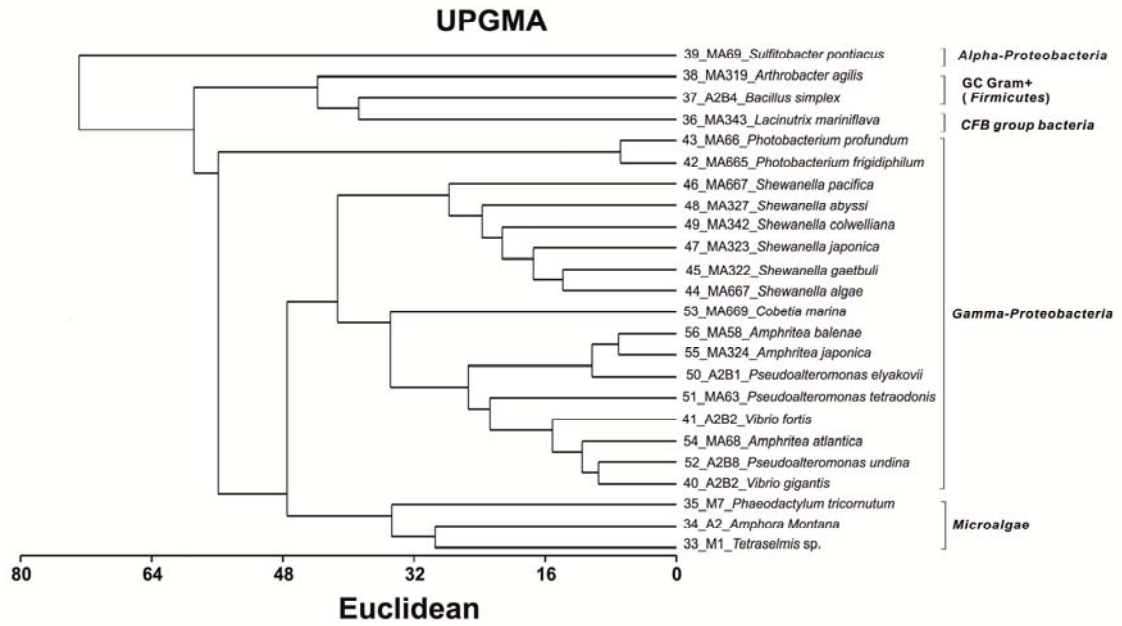 UPGMA
39_MA69_Sulfitobacter pontiacus
Alpha-Proteobacteria
38_MA319_Arthrobacter agilis
37_A2B4_Bacillus simplex
GC Gram+
( Firmicutes)
36_MA343_Lacinutrix mariniflava
CFB group bacteria
43_MA66_Photobacterium profundum
42_MA665_Photobacterium frigidiphilum
46_MA667_Shewanella pacifica
48_MA327_Shewanella abyssi
49_MA342_Shewanella colwelliana
47_MA323_Shewanella japonica
45_MA322_Shewanella gaetbuli
44_MA667_Shewanella algae
53_MA669_Cobetia marina
Gamma-Proteobacteria
56_MA58_Amphritea balenae
55_MA324_Amphritea japonica
50_A2B1_Pseudoalteromonas elyakovii
51_MA63_Pseudoalteromonas tetraodonis
41_A2B2_Vibrio fortis
54_MA68_Amphritea atlantica
52_A2B8_Pseudoalteromonas undina
40_A2B2_Vibrio gigantis
35_M7_Phaeodactylum tricornutum
34_A2_Amphora Montana
Microalgae
33_M1_Tetraselmis sp.
80 64 48 32 16 0
Euclidean